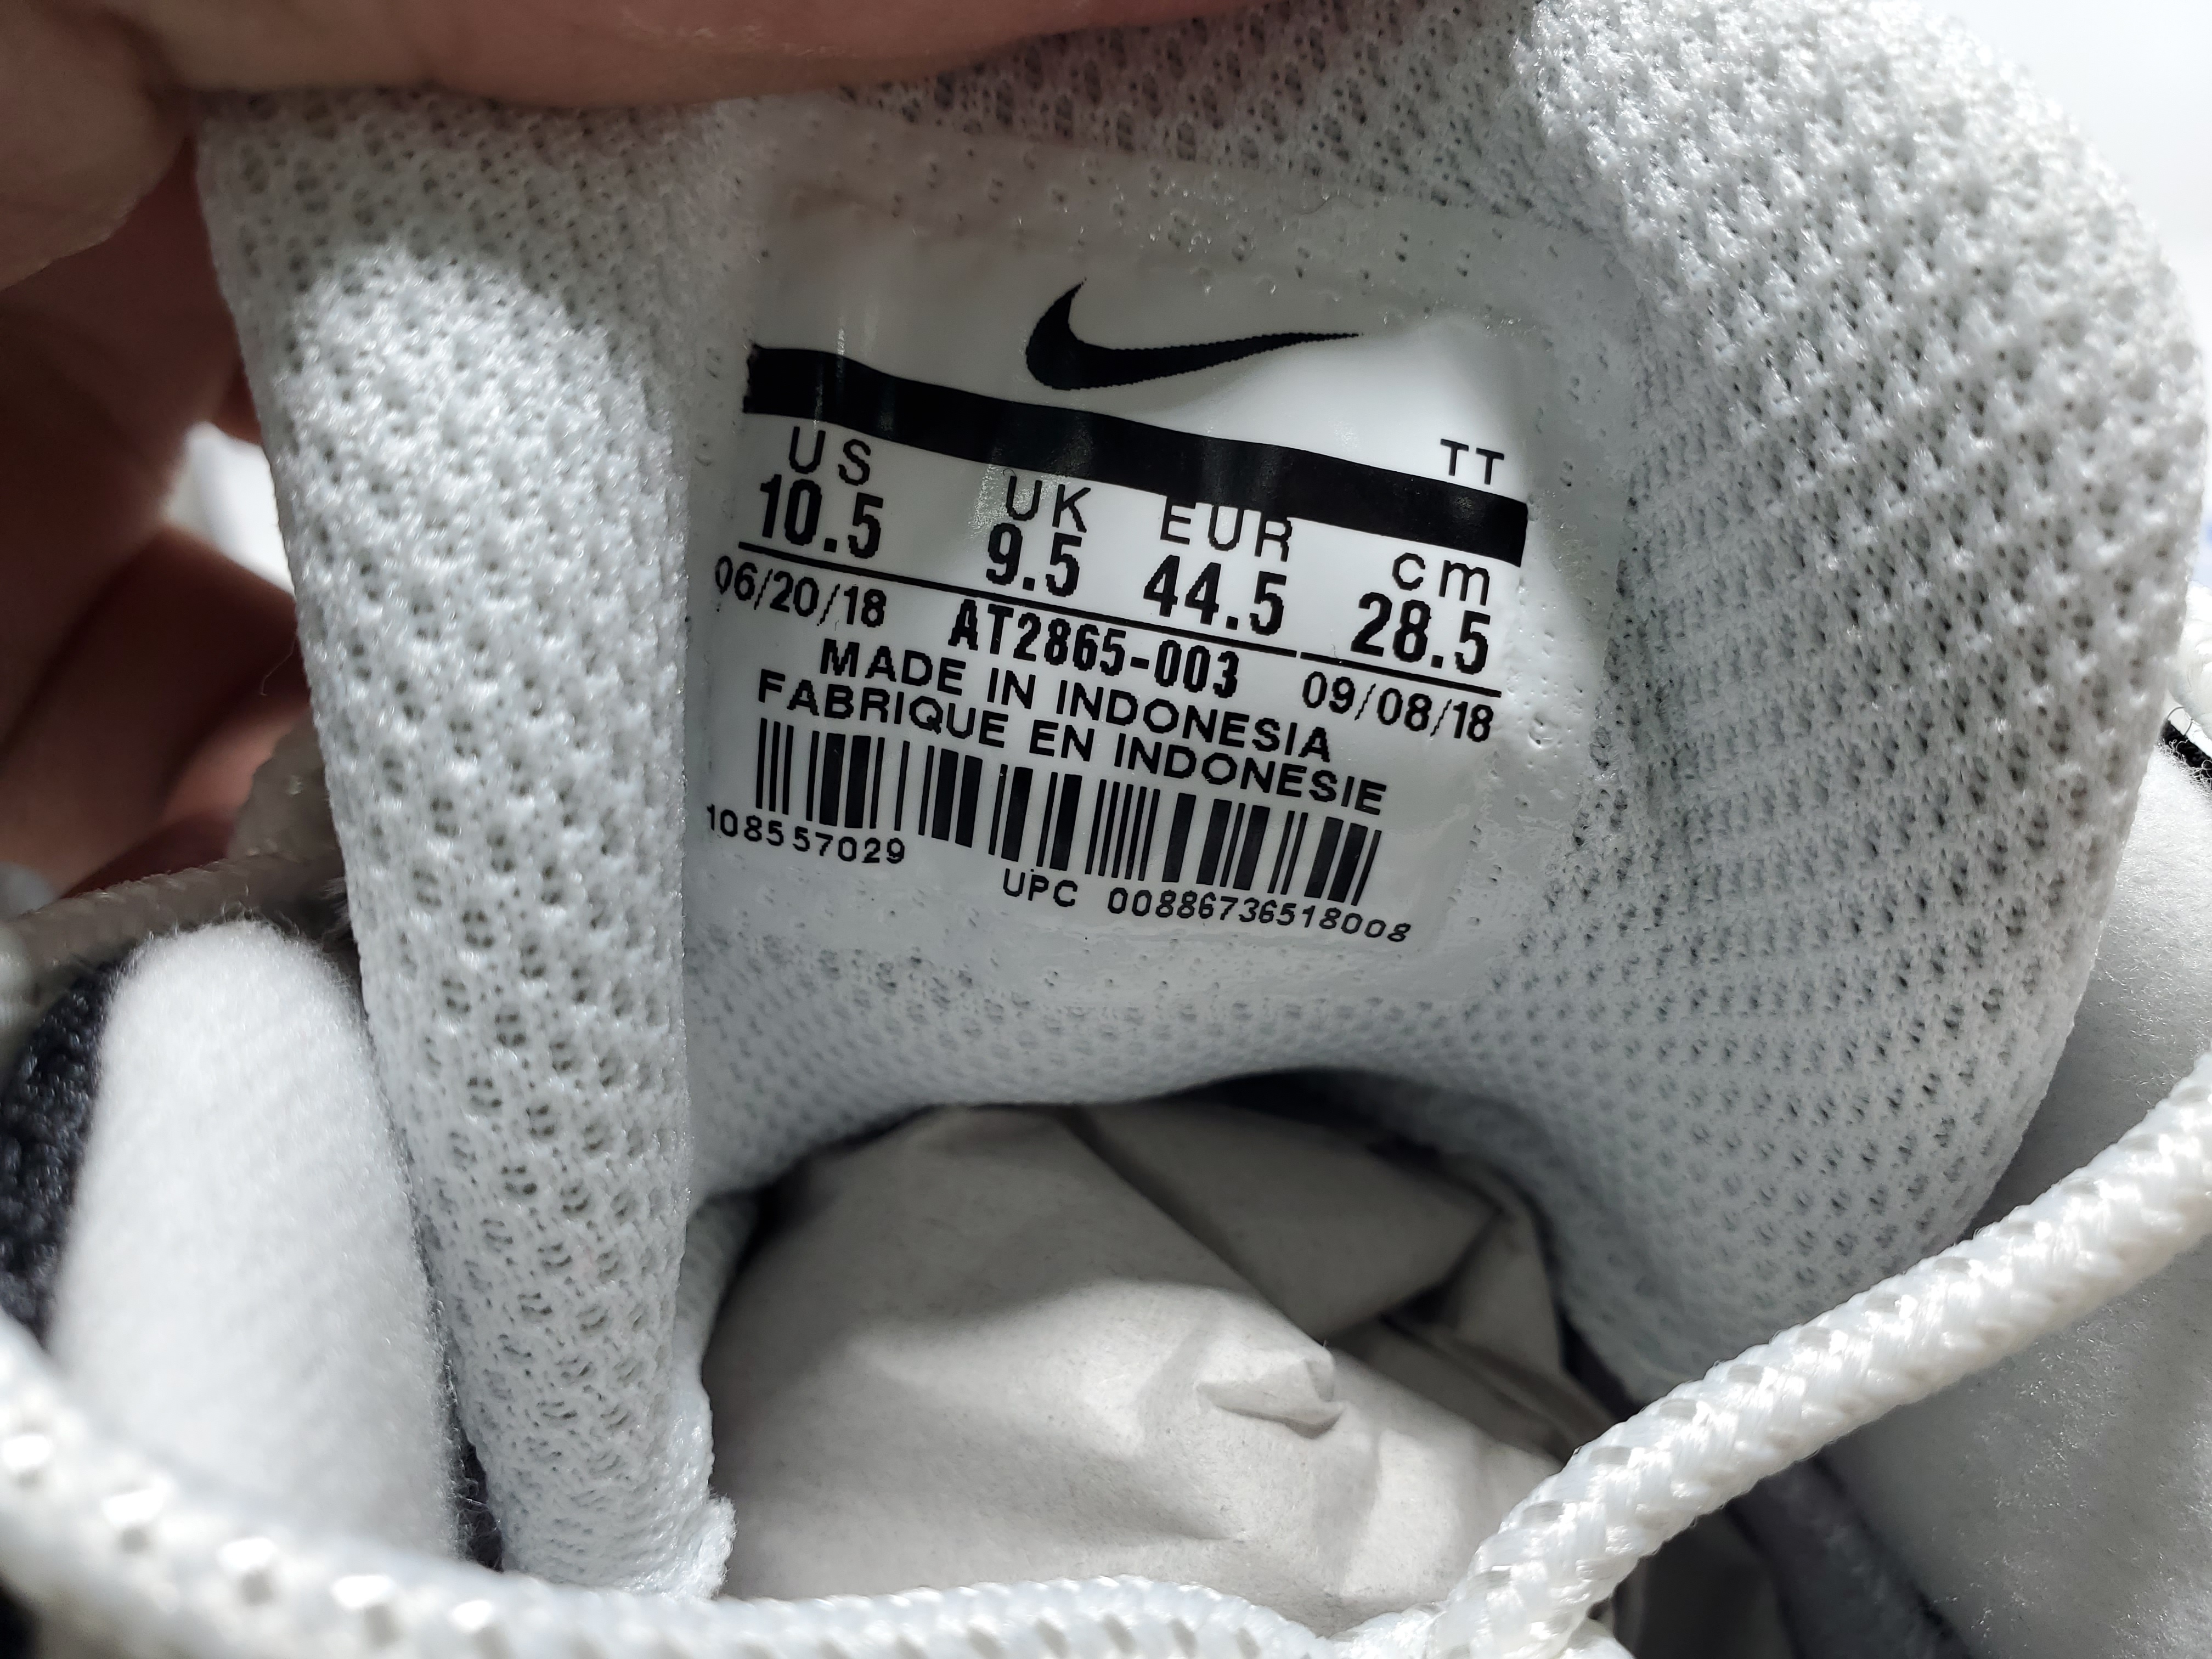 TT
US UK EUR cm
10.5 9.5 44.5 28.5
06/20/18 AT2865-003 09/08/18
MADE IN INDONESIA
FABRIQUE EN INDONESIE
108557029
UPC 00886736518008